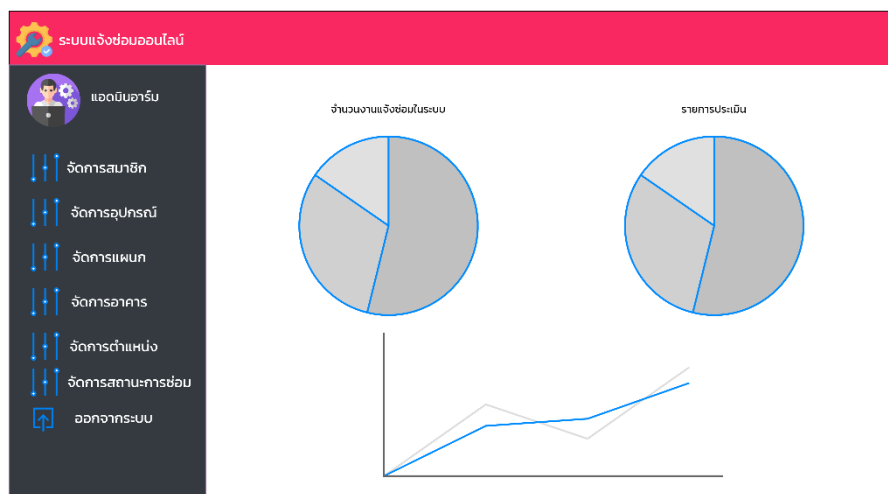 ระบบแจ้งซ่อมออนไลน์
แอดมินอาร์ม
จัดการสมาชิก
จัดการอุปกรณ์
จัดการแผนก
จัดการอาคาร
จัดการตำแหน่ง
จัดการสถานะการซ่อม
ออกจากระบบ
จำนวนงานแจ้งซ่อมในระบบ
รายการประเมิน